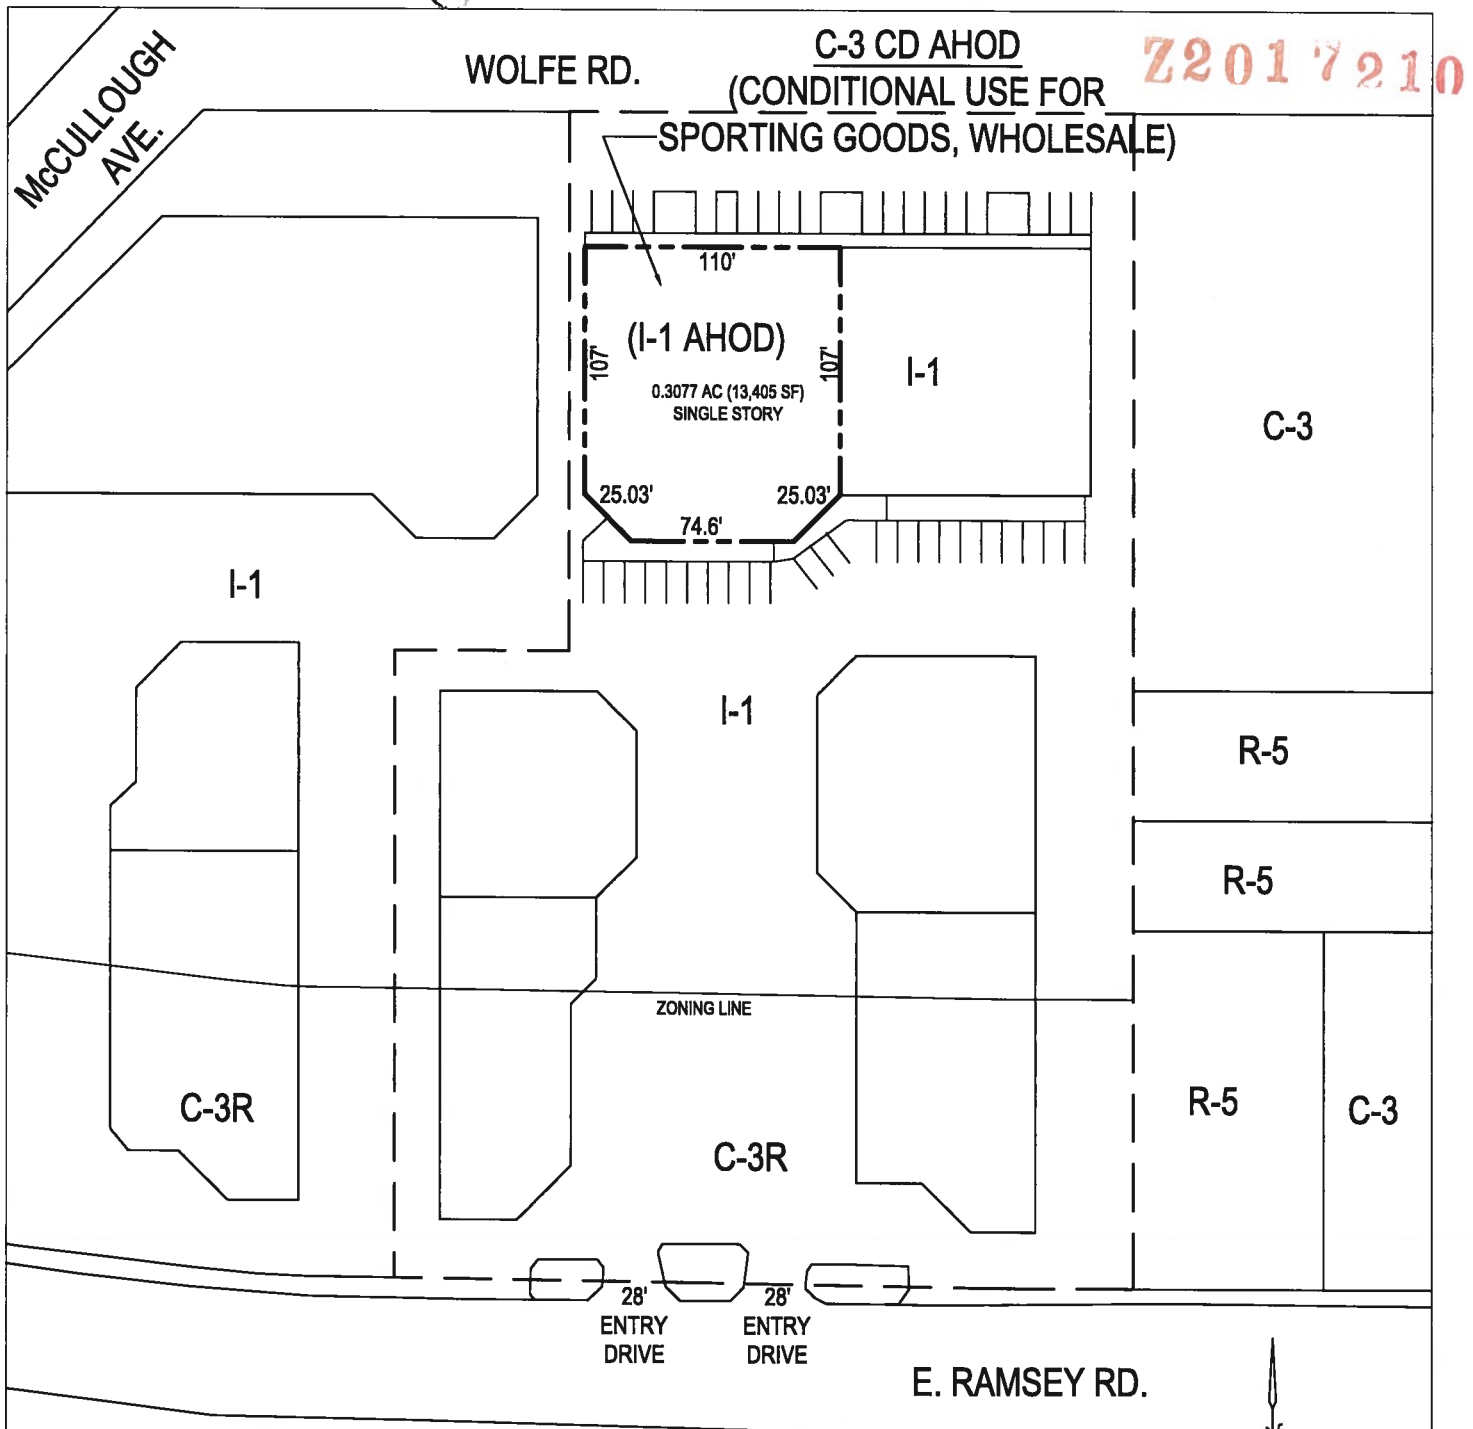 McCULLOUGH
AVE.
WOLFE RD.
C-3 CD AHOD
(CONDITIONAL USE FOR
SPORTING GOODS, WHOLESALE)
Z2017210
110'
(I-1 AHOD)
107'
107'
0.3077 AC (13,405 SF)
SINGLE STORY
I-1
C-3
25.03'
25.03'
74.6'
I-1
I-1
R-5
R-5
ZONING LINE
C-3R
C-3R
R-5
C-3
28'
ENTRY
DRIVE
28'
ENTRY
DRIVE
E. RAMSEY RD.